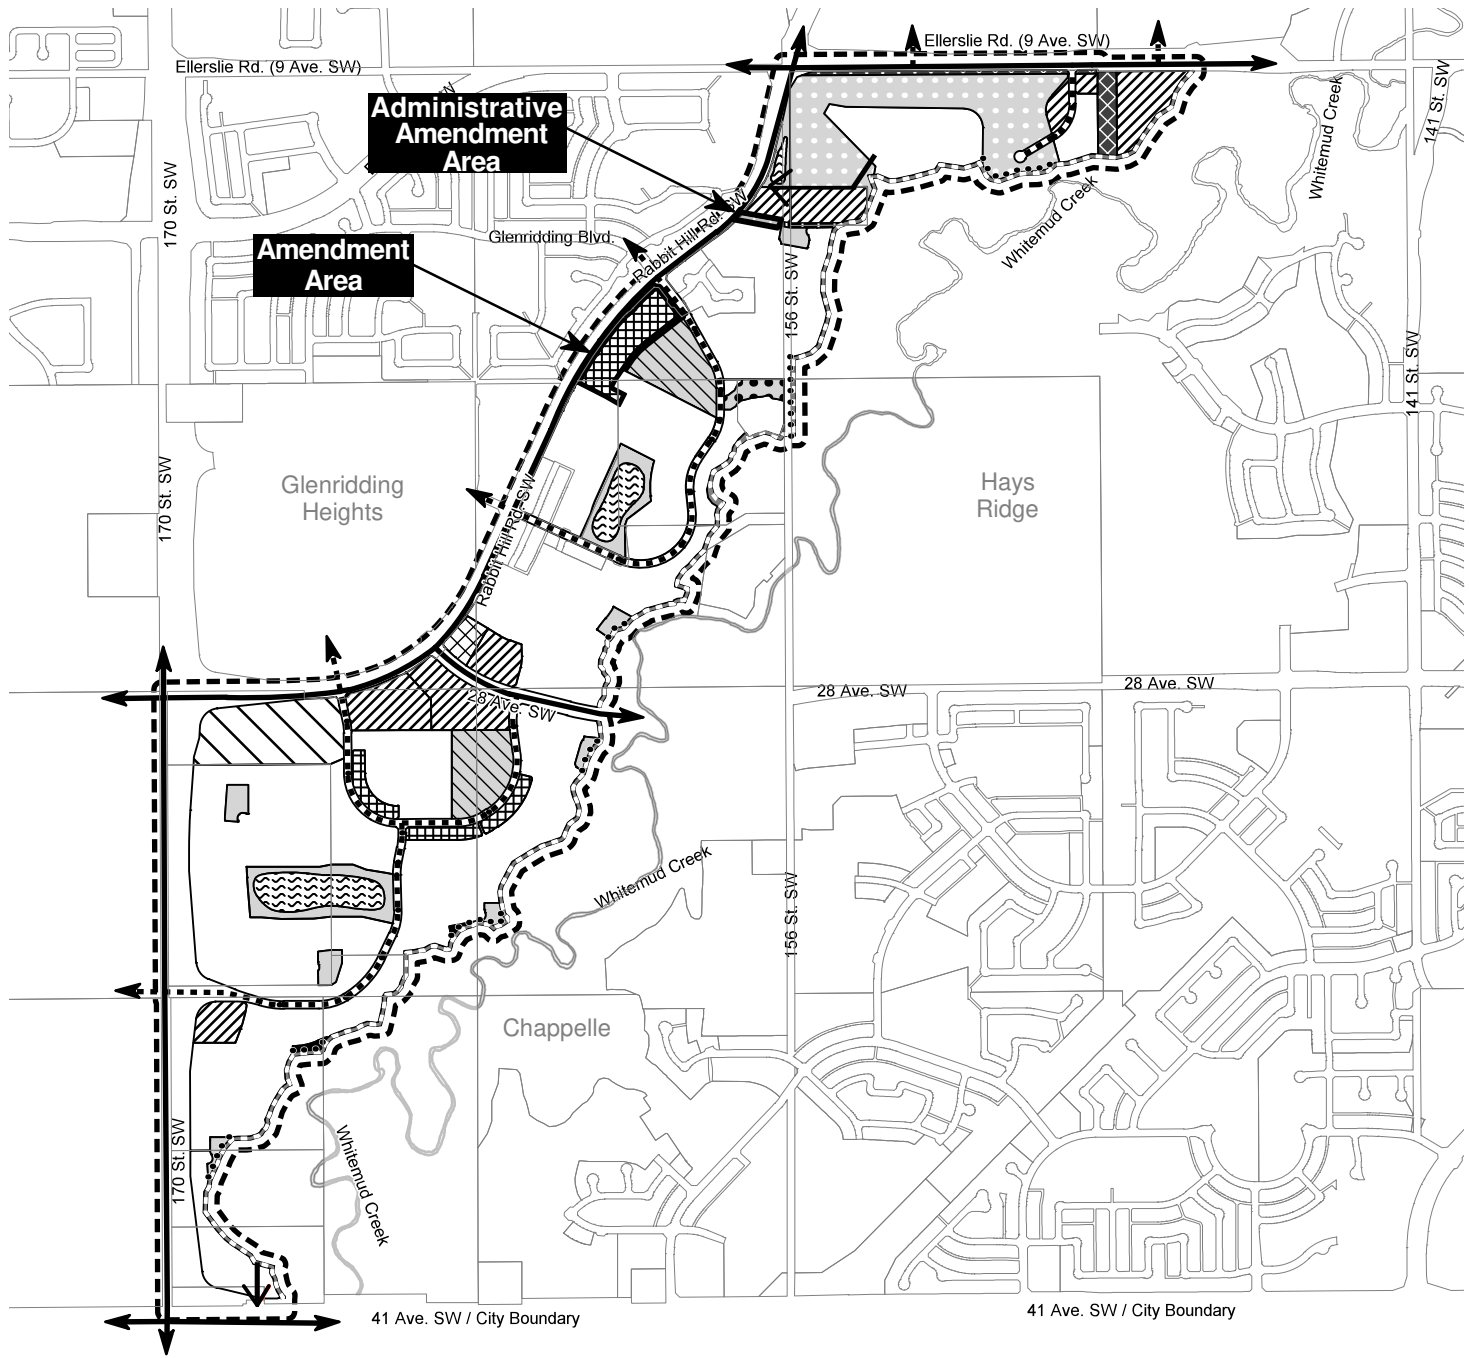 Ellerslie Rd. (9 Ave. SW)
Ellerslie Rd. (9 Ave. SW)
141 St. SW
Whitemud Creek
SW
Administrative
Amendment
Area
170 St. SW
Rabbit Hill Rd. SW
Glenridding Blvd.
Whitemud Creek
Amendment
Area
156 St. SW
141 St. SW
Glenridding
Heights
170 St. SW
Hays
Ridge
Rabbit Hill Rd. SW
28 Ave. SW
28 Ave. SW
28 Ave. SW
Whitemud Creek
156 St. SW
Chappelle
170 St. SW
Whitemud Creek
41 Ave. SW / City Boundary
41 Ave. SW / City Boundary